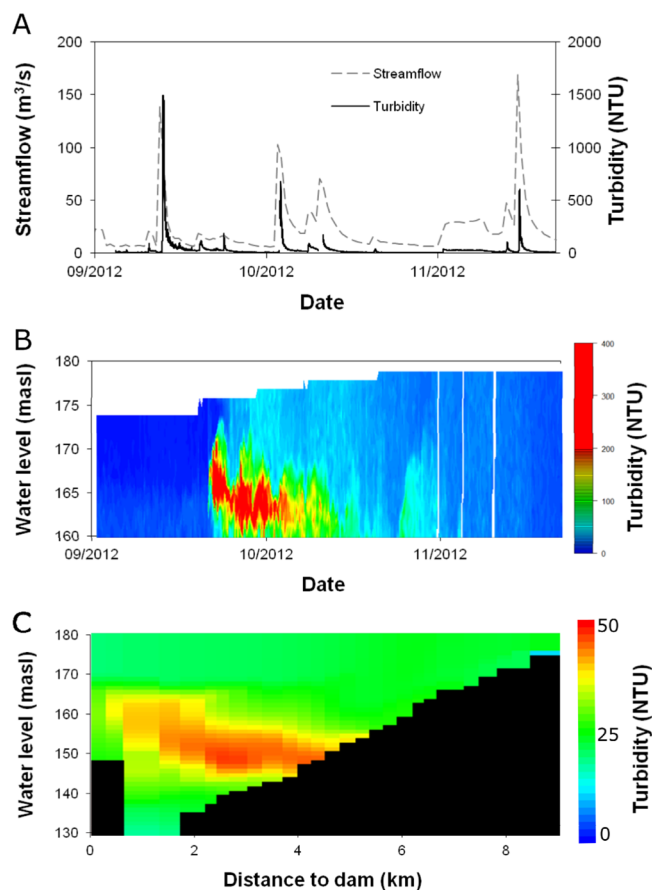 A
Streamflow (m³/s)
200
150
100
50
0
Streamflow
Turbidity
2000
1500
1000
500
0
Turbidity (NTU)
09/2012
10/2012
11/2012
Date
B
Water level (masl)
180
175
170
165
160
09/2012
10/2012
11/2012
Date
400
300
200
100
0
Turbidity (NTU)
C
Water level (masl)
180
170
160
150
140
130
0
2
4
6
8
Distance to dam (km)
50
25
0
Turbidity (NTU)